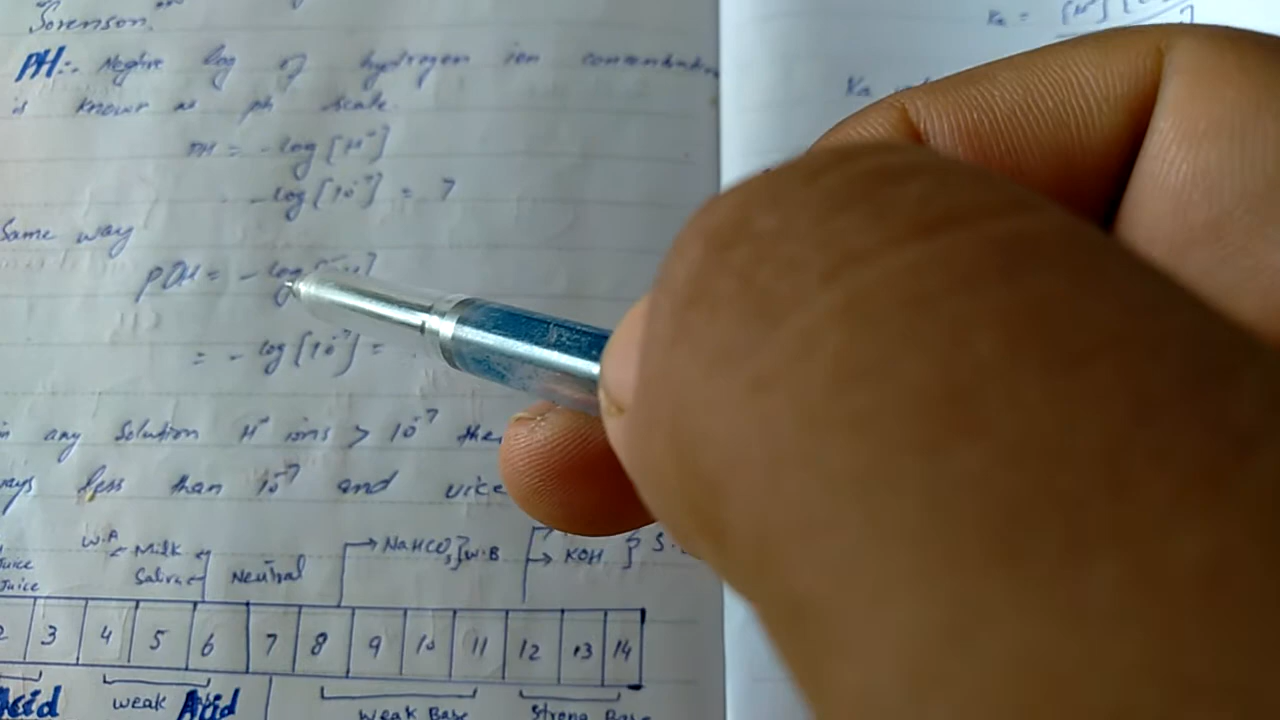 Sorenson."
Ka = [H+]
PH:. Negtive log of hydrogen ion concentration
Ka
is known as ph scale.
PH = -log [H+]
-log [10-7] = 7
Same way
POH = -log
= - log [10-7] =
in any Solution H+ ions > 10-7 then
less than 10-7 and vice
W.A Milk
Juice
Saliva
Juice
Neutral
NaHCO3 } W.B
KOH } S.
2 3 4 5 6 7 8 9 10 11 12 13 14
Acid weak Acid Weak Base Strong Base